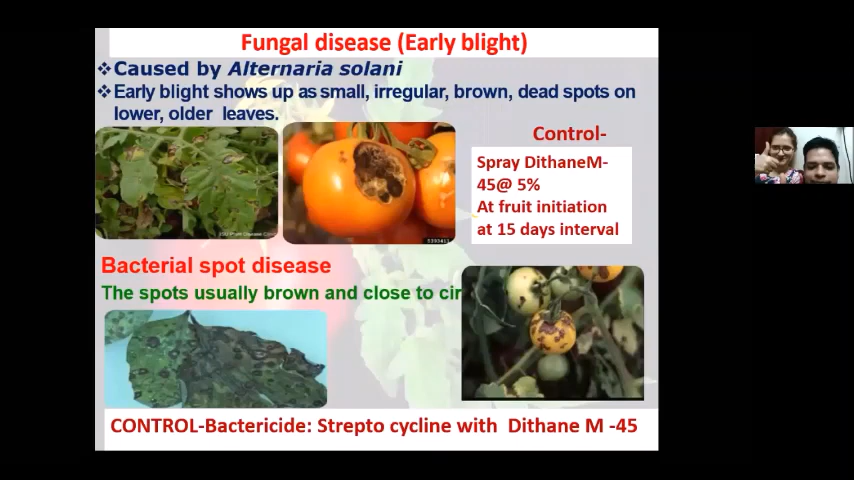 Fungal disease (Early blight)
❖Caused by Alternaria solani
❖Early blight shows up as small, irregular, brown, dead spots on
lower, older leaves.
Control-
Spray DithaneM-
45@ 5%
At fruit initiation
at 15 days interval
5393413
Bacterial spot disease
The spots usually brown and close to cir
CONTROL-Bactericide: Strepto cycline with Dithane M -45